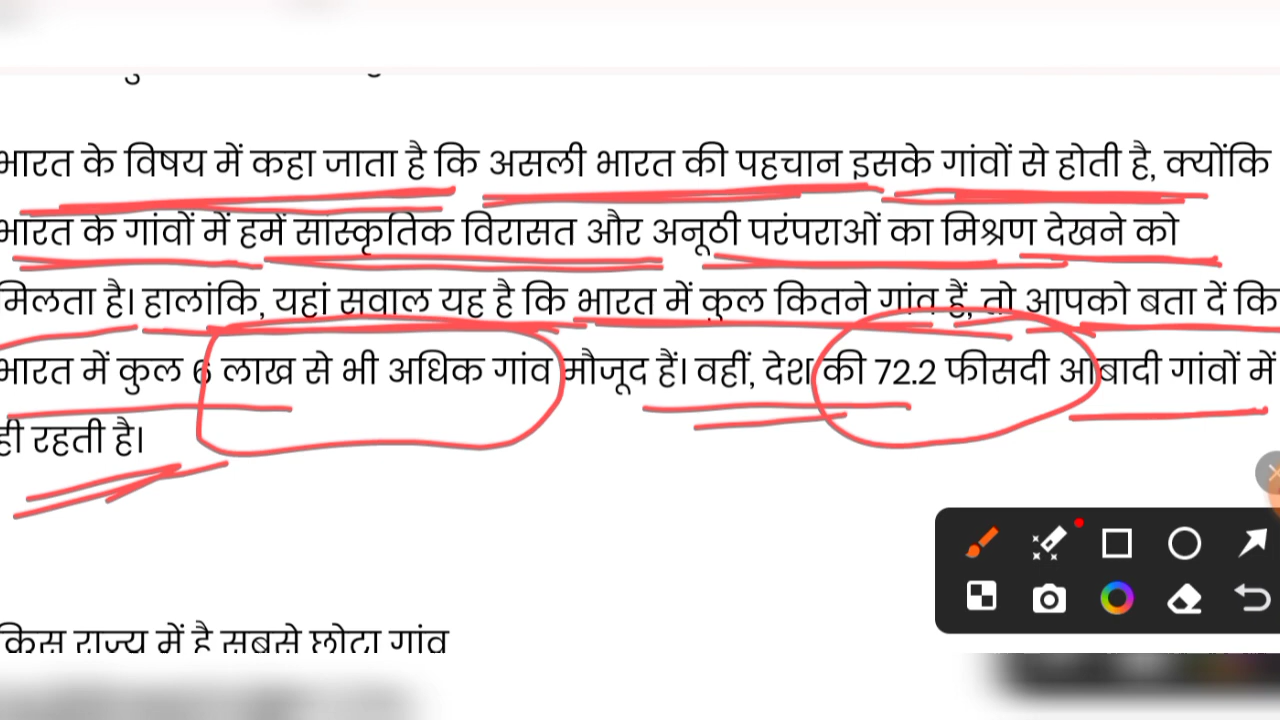 भारत के विषय में कहा जाता है कि असली भारत की पहचान इसके गांवों से होती है, क्योंकि
भारत के गांवों में हमें सांस्कृतिक विरासत और अनूठी परंपराओं का मिश्रण देखने को
मिलता है। हालांकि, यहां सवाल यह है कि भारत में कुल कितने गांव हैं, तो आपको बता दें कि
भारत में कुल 6 लाख से भी अधिक गांव मौजूद हैं। वहीं, देश की 72.2 फीसदी आबादी गांवों में
ही रहती है।
किस राज्य में है सबसे छोटा गांव